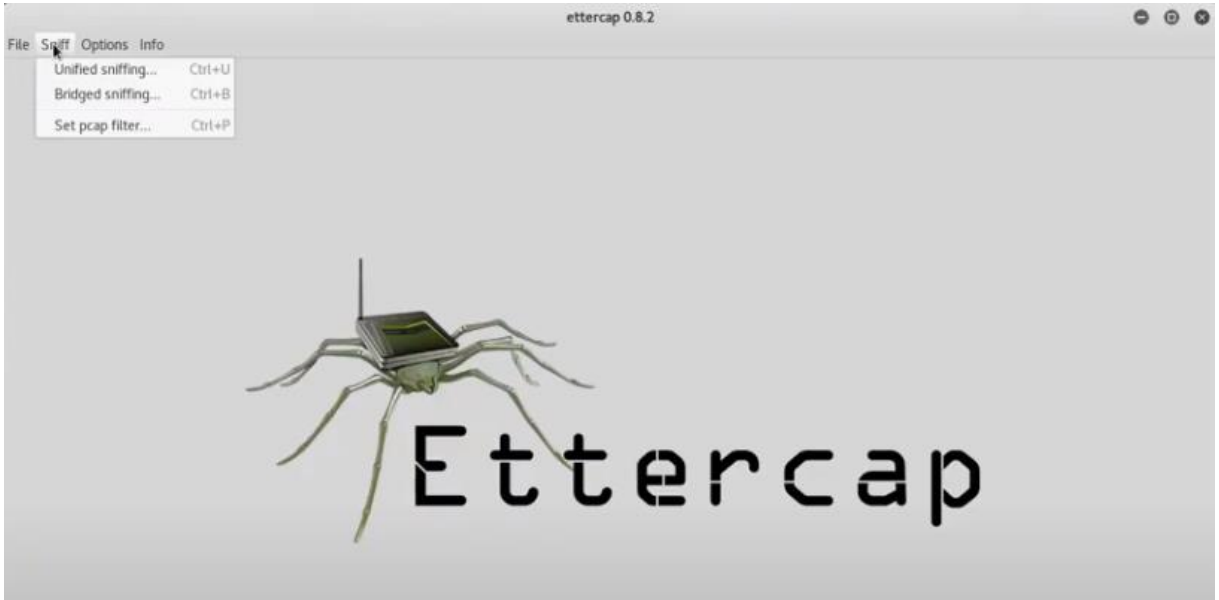 ettercap 0.8.2
File Sniff Options Info
Unified sniffing... Ctrl+U
Bridged sniffing... Ctrl+B
Set pcap filter... Ctrl+P
Ettercap